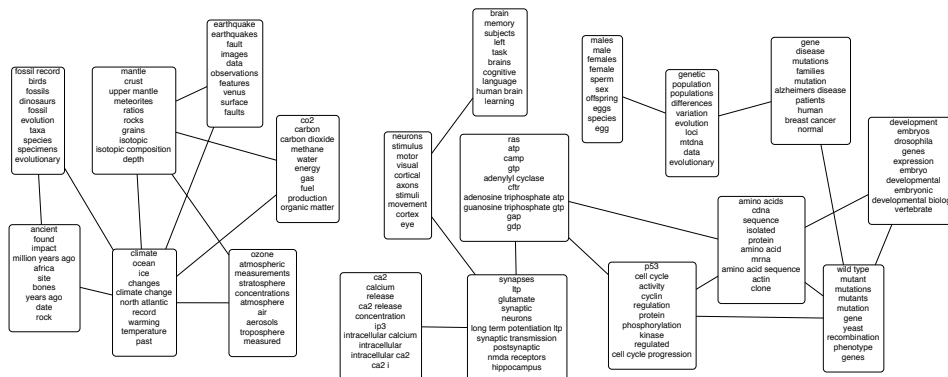 fossil record
birds
fossils
dinosaurs
fossil
evolution
taxa
species
specimens
evolutionary
mantle
crust
upper mantle
meteorites
ratios
rocks
grains
isotopic
isotopic composition
depth
earthquake
earthquakes
fault
images
data
observations
features
venus
surface
faults
co2
carbon
carbon dioxide
methane
water
energy
gas
fuel
production
organic matter
ancient
found
impact
million years ago
africa
site
bones
years ago
date
rock
climate
ocean
ice
changes
climate change
north atlantic
record
warming
temperature
past
ozone
atmospheric
measurements
stratosphere
concentrations
atmosphere
air
aerosols
troposphere
measured
brain
memory
subjects
left
task
brains
cognitive
language
human brain
learning
neurons
stimulus
motor
visual
cortical
axons
stimuli
movement
cortex
eye
ras
atp
camp
gtp
adenylyl cyclase
cftr
adenosine triphosphate atp
guanosine triphosphate gtp
gap
gdp
ca2
calcium
release
ca2 release
concentration
ip3
intracellular calcium
intracellular
intracellular ca2
ca2 i
synapses
ltp
glutamate
synaptic
neurons
long term potentiation ltp
synaptic transmission
postsynaptic
nmda receptors
hippocampus
males
male
females
female
sperm
sex
offspring
eggs
species
egg
genetic
population
populations
differences
variation
evolution
loci
mtdna
data
evolutionary
gene
disease
mutations
families
mutation
alzheimers disease
patients
human
breast cancer
normal
development
embryos
drosophila
genes
expression
embryo
developmental
embryonic
developmental biolog
vertebrate
amino acids
cdna
sequence
isolated
protein
amino acid
mrna
amino acid sequence
actin
clone
p53
cell cycle
activity
cyclin
regulation
protein
phosphorylation
kinase
regulated
cell cycle progression
wild type
mutant
mutations
mutants
mutation
gene
yeast
recombination
phenotype
genes